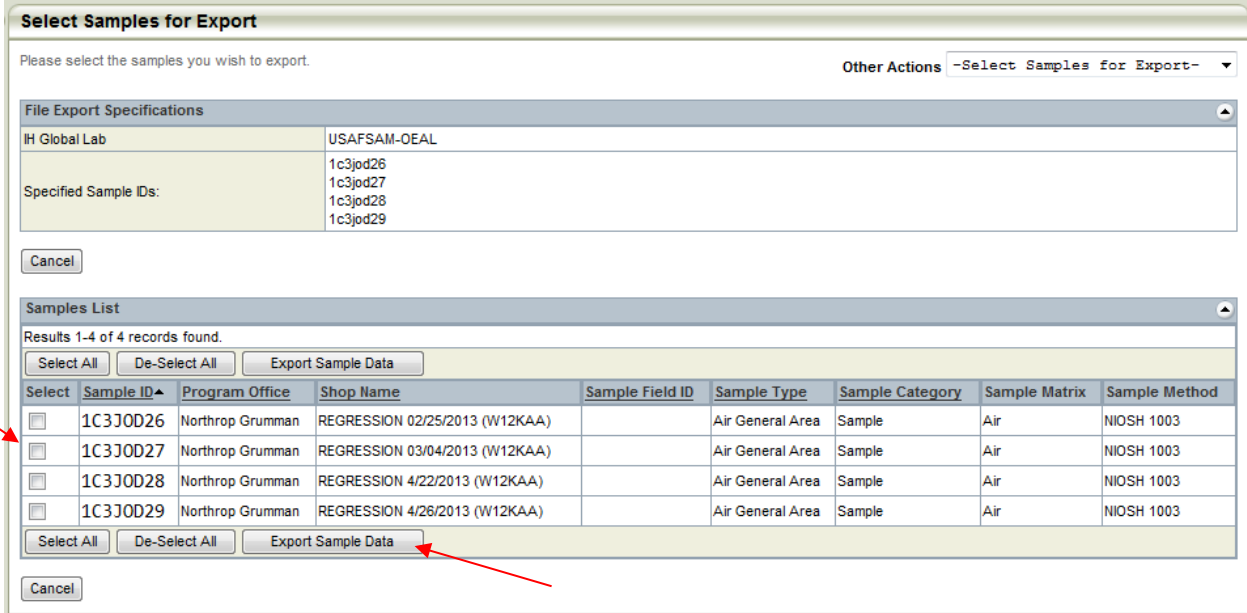 Select Samples for Export
Please select the samples you wish to export.
Other Actions -Select Samples for Export-
File Export Specifications
IH Global Lab USAFSAM-OEAL
Specified Sample IDs:
1c3jod26
1c3jod27
1c3jod28
1c3jod29
Cancel
Samples List
Results 1-4 of 4 records found.
Select All De-Select All Export Sample Data
Select Sample ID Program Office Shop Name Sample Field ID Sample Type Sample Category Sample Matrix Sample Method
1C3JOD26 Northrop Grumman REGRESSION 02/25/2013 (W12KAA) Air General Area Sample Air NIOSH 1003
1C3JOD27 Northrop Grumman REGRESSION 03/04/2013 (W12KAA) Air General Area Sample Air NIOSH 1003
1C3JOD28 Northrop Grumman REGRESSION 4/22/2013 (W12KAA) Air General Area Sample Air NIOSH 1003
1C3JOD29 Northrop Grumman REGRESSION 4/26/2013 (W12KAA) Air General Area Sample Air NIOSH 1003
Select All De-Select All Export Sample Data
Cancel